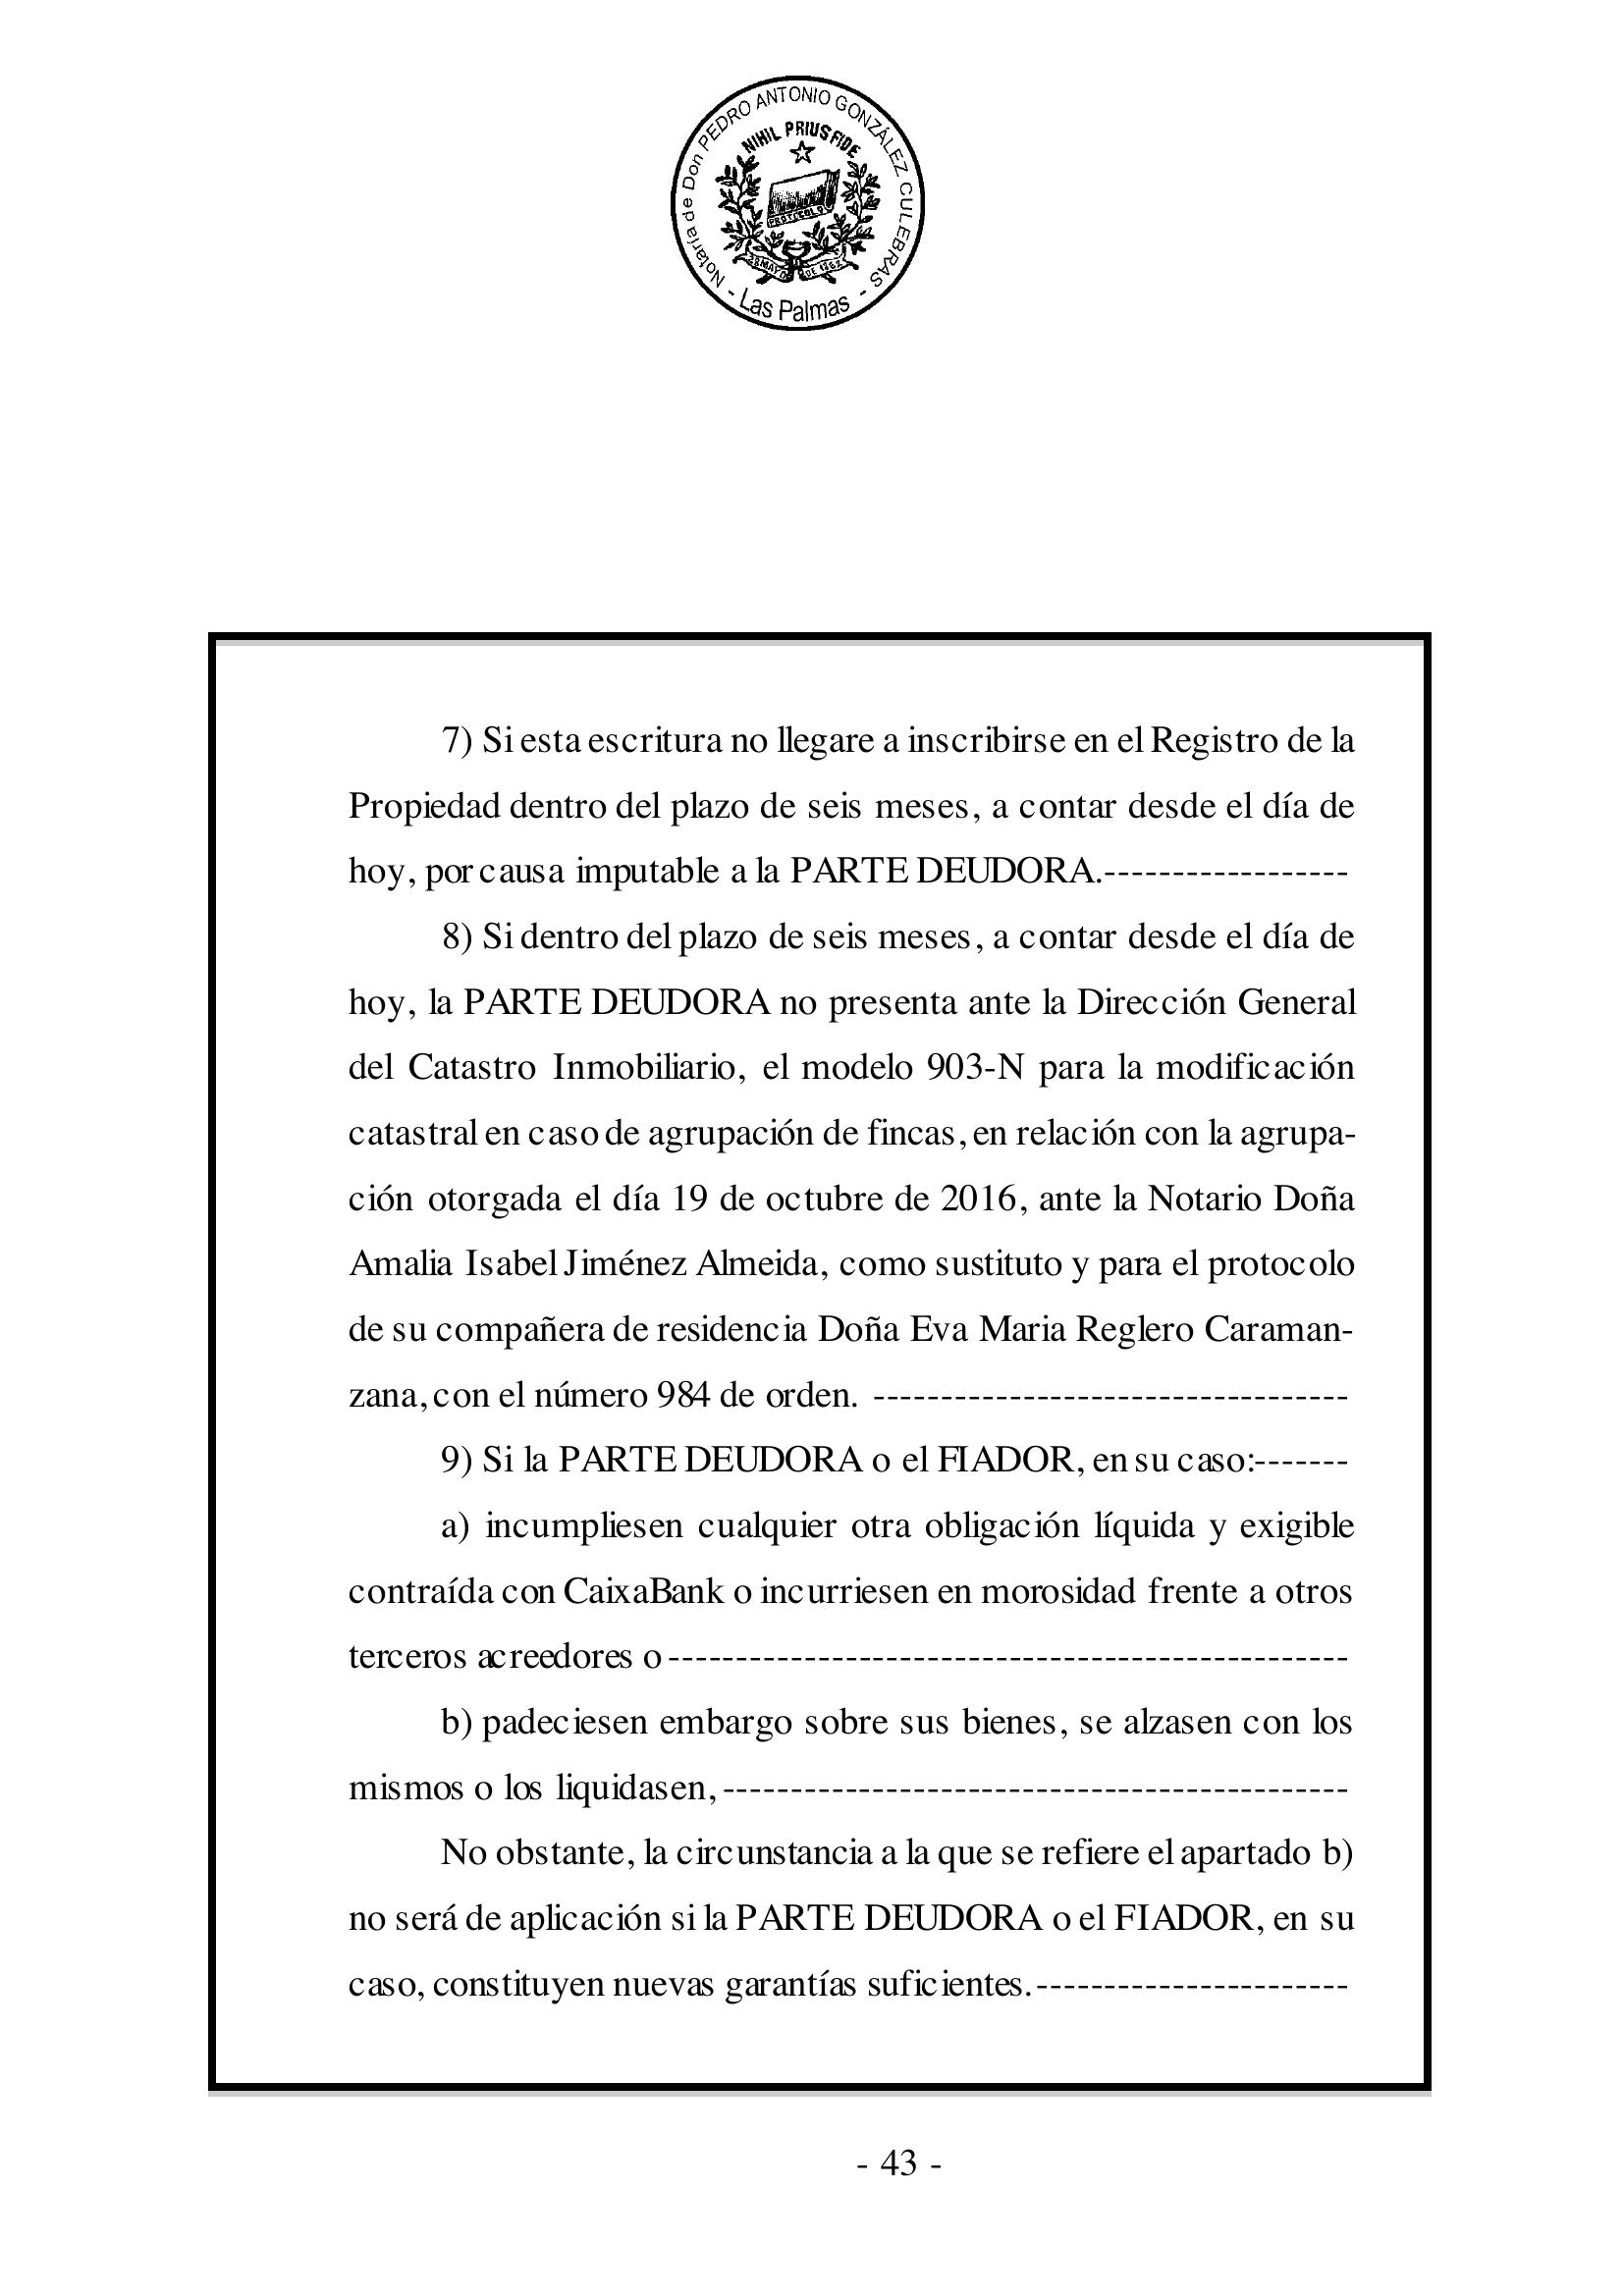 Notaría de Don PEDRO ANTONIO GONZÁLEZ CULEBRAS
NIHIL PRIUS FIDE
PROTOCOLO
28 MAYO DE 1862
- Las Palmas -
7) Si esta escritura no llegare a inscribirse en el Registro de la
Propiedad dentro del plazo de seis meses, a contar desde el día de
hoy, por causa imputable a la PARTE DEUDORA.------------------
8) Si dentro del plazo de seis meses, a contar desde el día de
hoy, la PARTE DEUDORA no presenta ante la Dirección General
del Catastro Inmobiliario, el modelo 903-N para la modificación
catastral en caso de agrupación de fincas, en relación con la agrupa-
ción otorgada el día 19 de octubre de 2016, ante la Notario Doña
Amalia Isabel Jiménez Almeida, como sustituto y para el protocolo
de su compañera de residencia Doña Eva Maria Reglero Caraman-
zana, con el número 984 de orden. -----------------------------------
9) Si la PARTE DEUDORA o el FIADOR, en su caso:-------
a) incumpliesen cualquier otra obligación líquida y exigible
contraída con CaixaBank o incurriesen en morosidad frente a otros
terceros acreedores o --------------------------------------------------
b) padeciesen embargo sobre sus bienes, se alzasen con los
mismos o los liquidasen, ----------------------------------------------
No obstante, la circunstancia a la que se refiere el apartado b)
no será de aplicación si la PARTE DEUDORA o el FIADOR, en su
caso, constituyen nuevas garantías suficientes. -----------------------
- 43 -